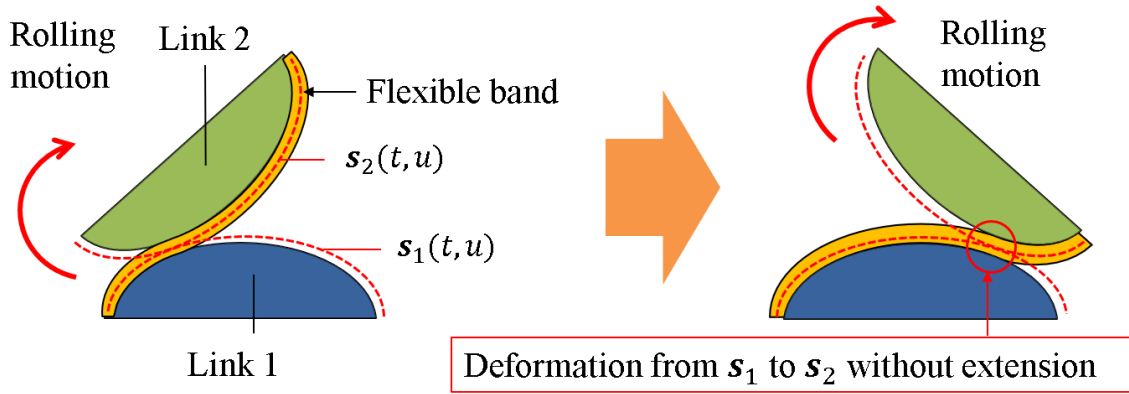 Rolling
motion
Link 2
Flexible band
𝒔₂(𝑡, 𝑢)
𝒔₁(𝑡, 𝑢)
Link 1
Rolling
motion
Deformation from 𝒔₁ to 𝒔₂ without extension